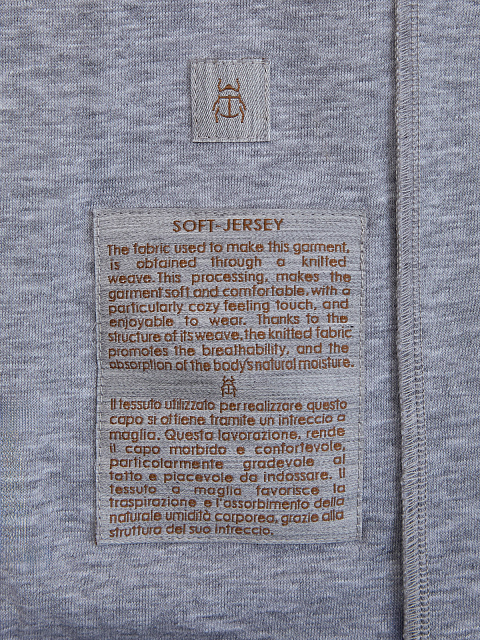 SOFT-JERSEY
The fabric used to make this garment,
is obtained through a knitted
weave. This processing, makes the
garment soft and comfortable, with a
particularly cozy feeling touch, and
enjoyable to wear. Thanks to the
structure of its weave, the knitted fabric
promotes the breathability, and the
absorption of the body's natural moisture.
Il tessuto utilizzato per realizzare questo
capo si ottiene tramite un intreccio a
maglia. Questa lavorazione, rende
il capo morbido e confortevole,
particolarmente gradevole al
tatto e piacevole da indossare. Il
tessuto a maglia favorisce la
traspirazione e l'assorbimento della
naturale umidità corporea, grazie alla
struttura del suo intreccio.